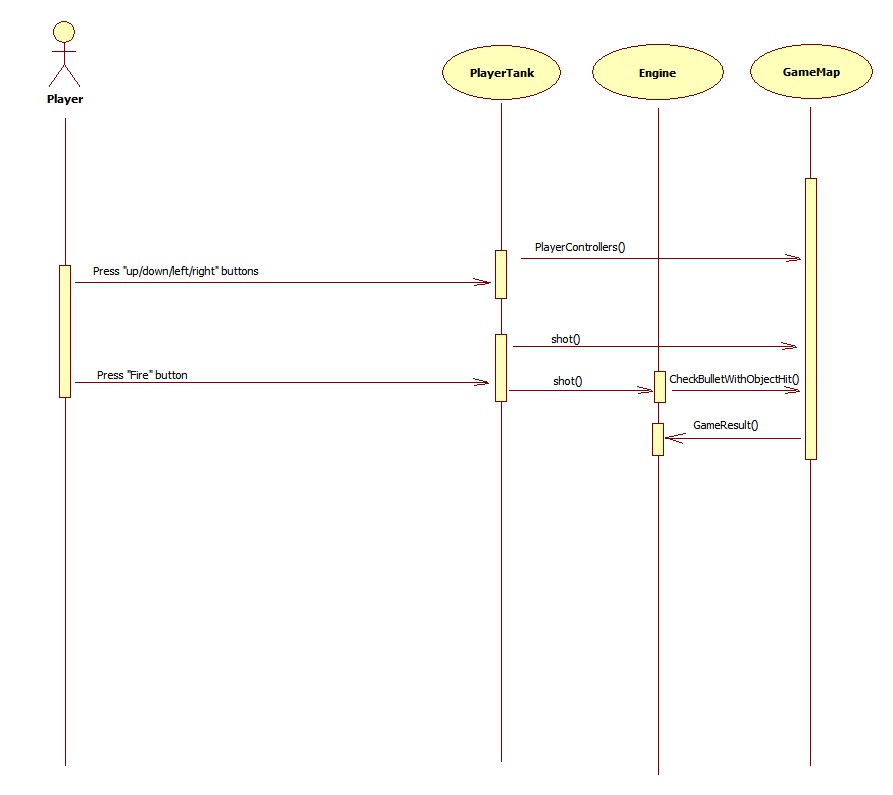 Player
PlayerTank
Engine
GameMap
PlayerControllers()
Press "up/down/left/right" buttons
shot()
Press "Fire" button
shot()
CheckBulletWithObjectHit()
GameResult()